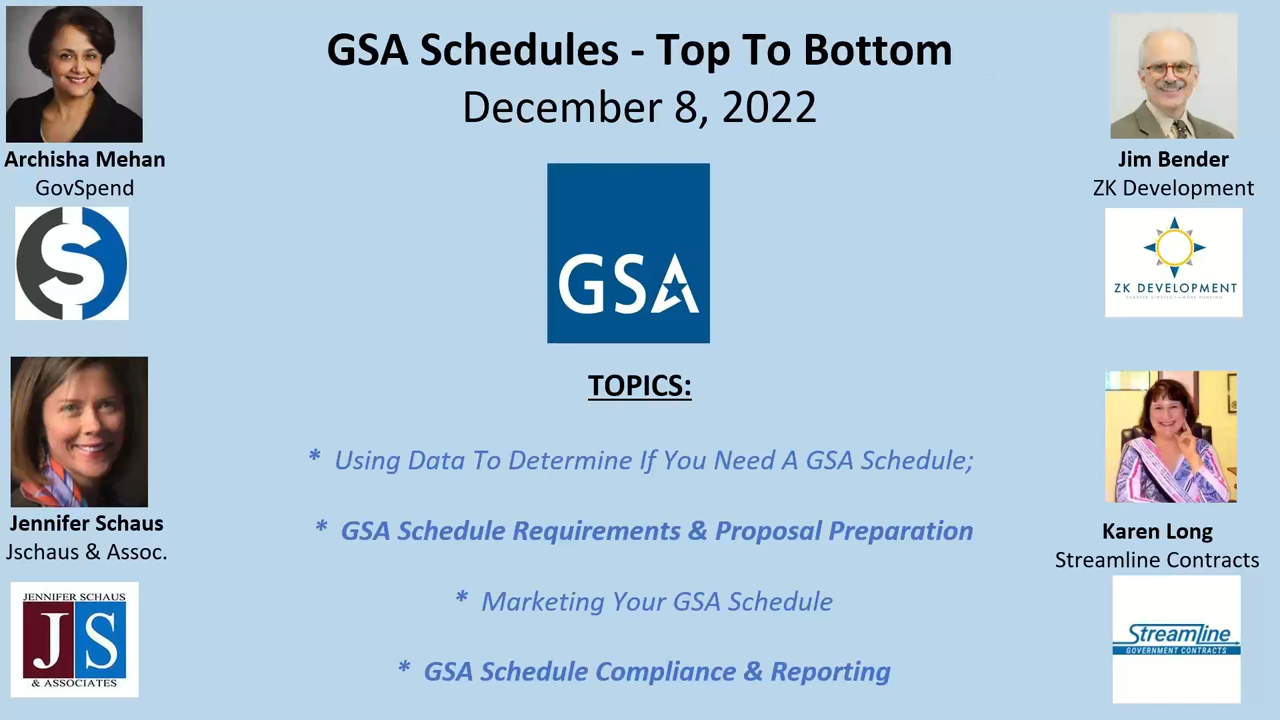 GSA Schedules - Top To Bottom
December 8, 2022
Archisha Mehan
GovSpend
S
Jim Bender
ZK Development
ZK DEVELOPMENT
GSA
TOPICS:
* Using Data To Determine If You Need A GSA Schedule;
* GSA Schedule Requirements & Proposal Preparation
* Marketing Your GSA Schedule
* GSA Schedule Compliance & Reporting
Jennifer Schaus
Jschaus & Assoc.
JENNIFER SCHAUS
JS
& ASSOCIATES
Karen Long
Streamline Contracts
Streamline
GOVERNMENT CONTRACTS